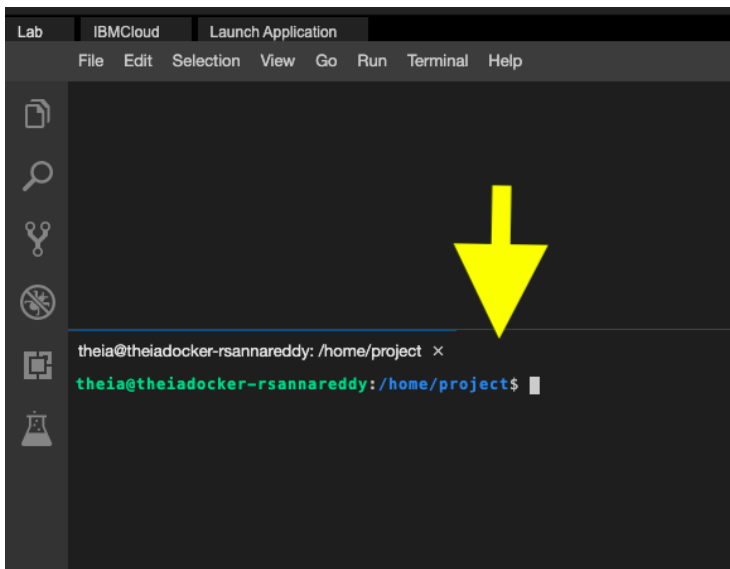 Lab IBMCloud Launch Application
File Edit Selection View Go Run Terminal Help
theia@theiadocker-rsannareddy: /home/project ×
theia@theiadocker-rsannareddy:/home/project$